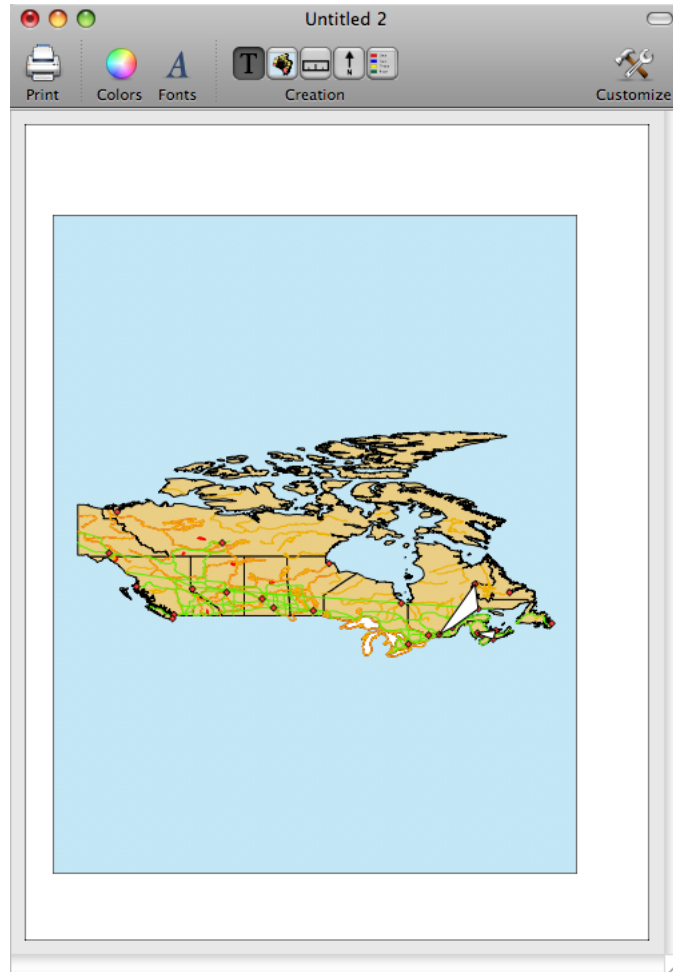 Untitled 2
Print
Colors
Fonts
Creation
Customize
A
T
N